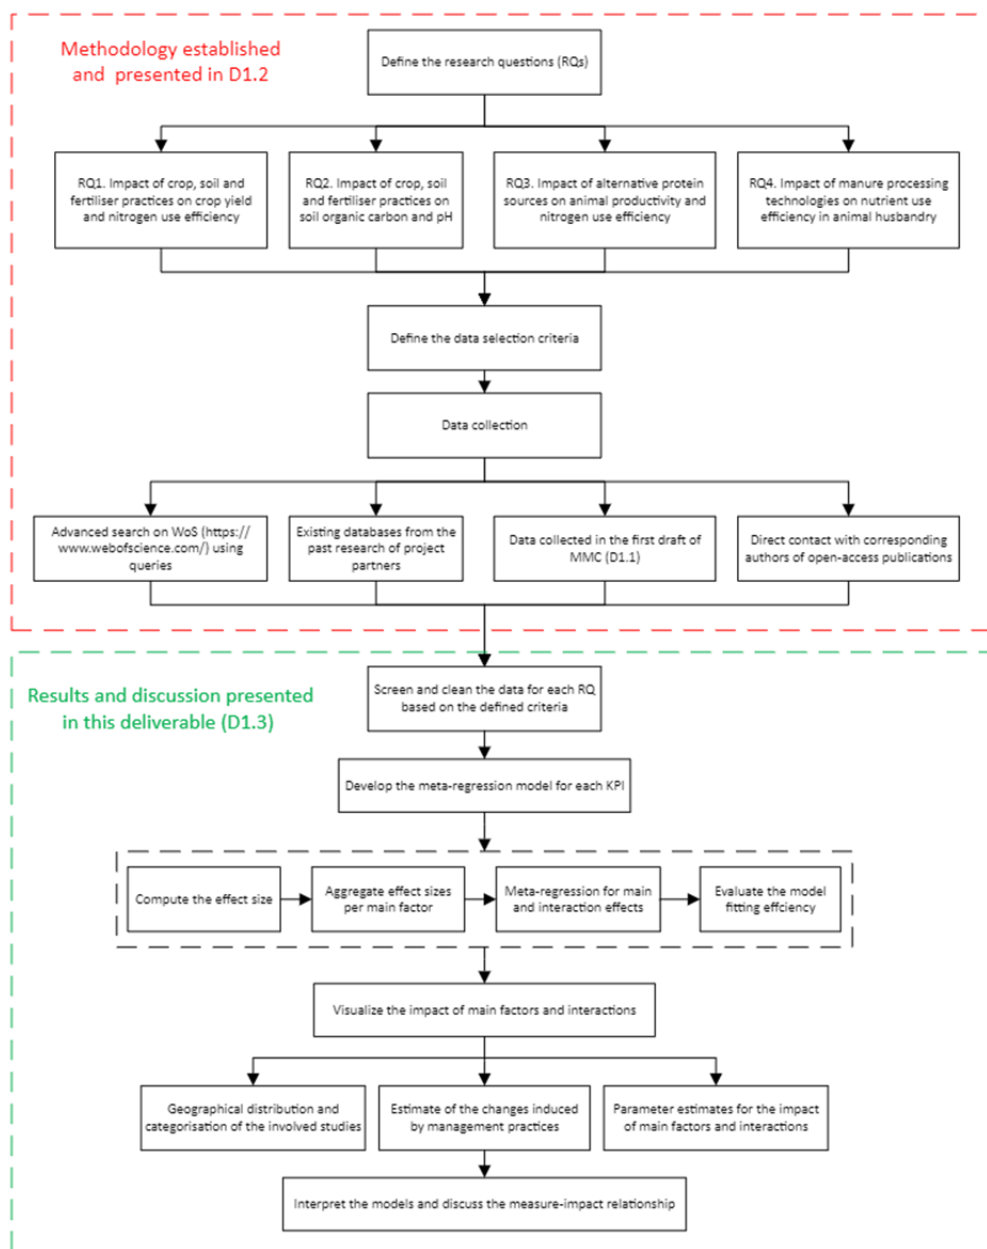 Methodology established
and presented in D1.2
Define the research questions (RQs)
RQ1. Impact of crop, soil and
fertiliser practices on crop yield
and nitrogen use efficiency
RQ2. Impact of crop, soil
and fertiliser practices on
soil organic carbon and pH
RQ3. Impact of alternative protein
sources on animal productivity and
nitrogen use efficiency
RQ4. Impact of manure processing
technologies on nutrient use
efficiency in animal husbandry
Define the data selection criteria
Data collection
Advanced search on WoS (https://
www.webofscience.com/) using
queries
Existing databases from the
past research of project
partners
Data collected in the first draft of
MMC (D1.1)
Direct contact with corresponding
authors of open-access publications
Results and discussion presented
in this deliverable (D1.3)
Screen and clean the data for each RQ
based on the defined criteria
Develop the meta-regression model for each KPI
Compute the effect size
Aggregate effect sizes
per main factor
Meta-regression for main
and interaction effects
Evaluate the model
fitting effciency
Visualize the impact of main factors and interactions
Geographical distribution and
categorisation of the involved studies
Estimate of the changes induced
by management practices
Parameter estimates for the impact
of main factors and interactions
Interpret the models and discuss the measure-impact relationship